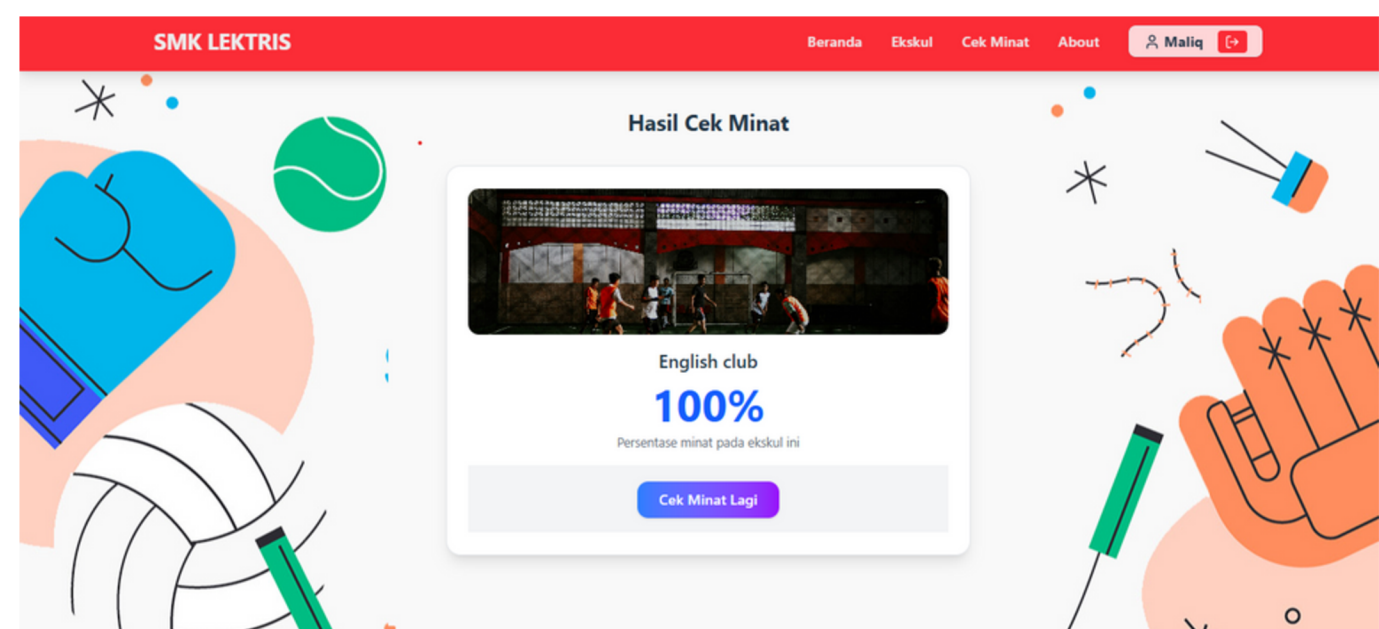 SMK LEKTRIS
Beranda Ekskul Cek Minat About Maliq
Hasil Cek Minat
English club
100%
Persentase minat pada ekskul ini
Cek Minat Lagi